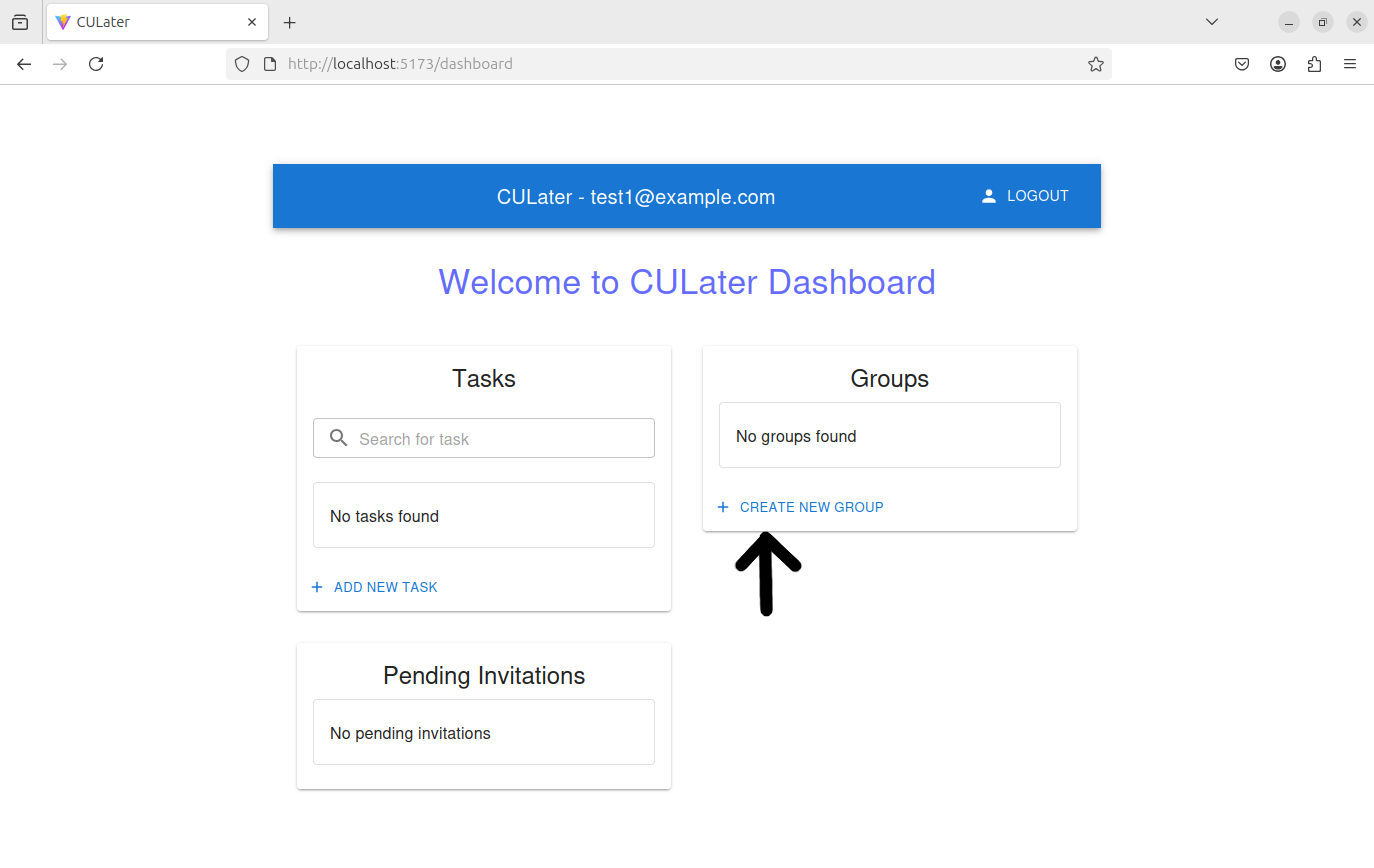 CULater
http://localhost:5173/dashboard
CULater - test1@example.com
LOGOUT
Welcome to CULater Dashboard
Tasks
Search for task
No tasks found
ADD NEW TASK
Groups
No groups found
CREATE NEW GROUP
Pending Invitations
No pending invitations